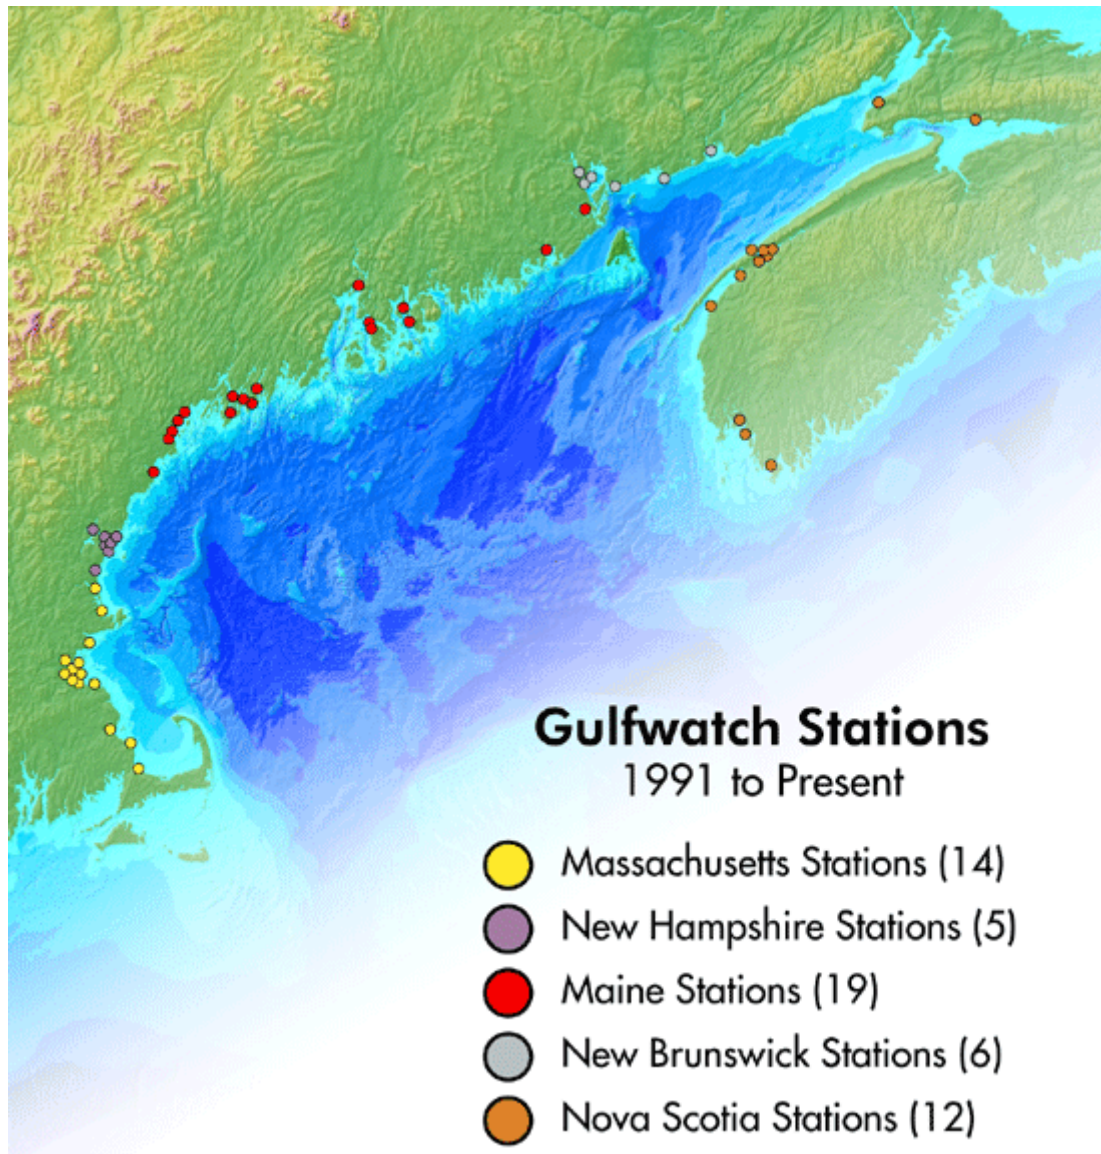 Gulfwatch Stations
1991 to Present
Massachusetts Stations (14)
New Hampshire Stations (5)
Maine Stations (19)
New Brunswick Stations (6)
Nova Scotia Stations (12)